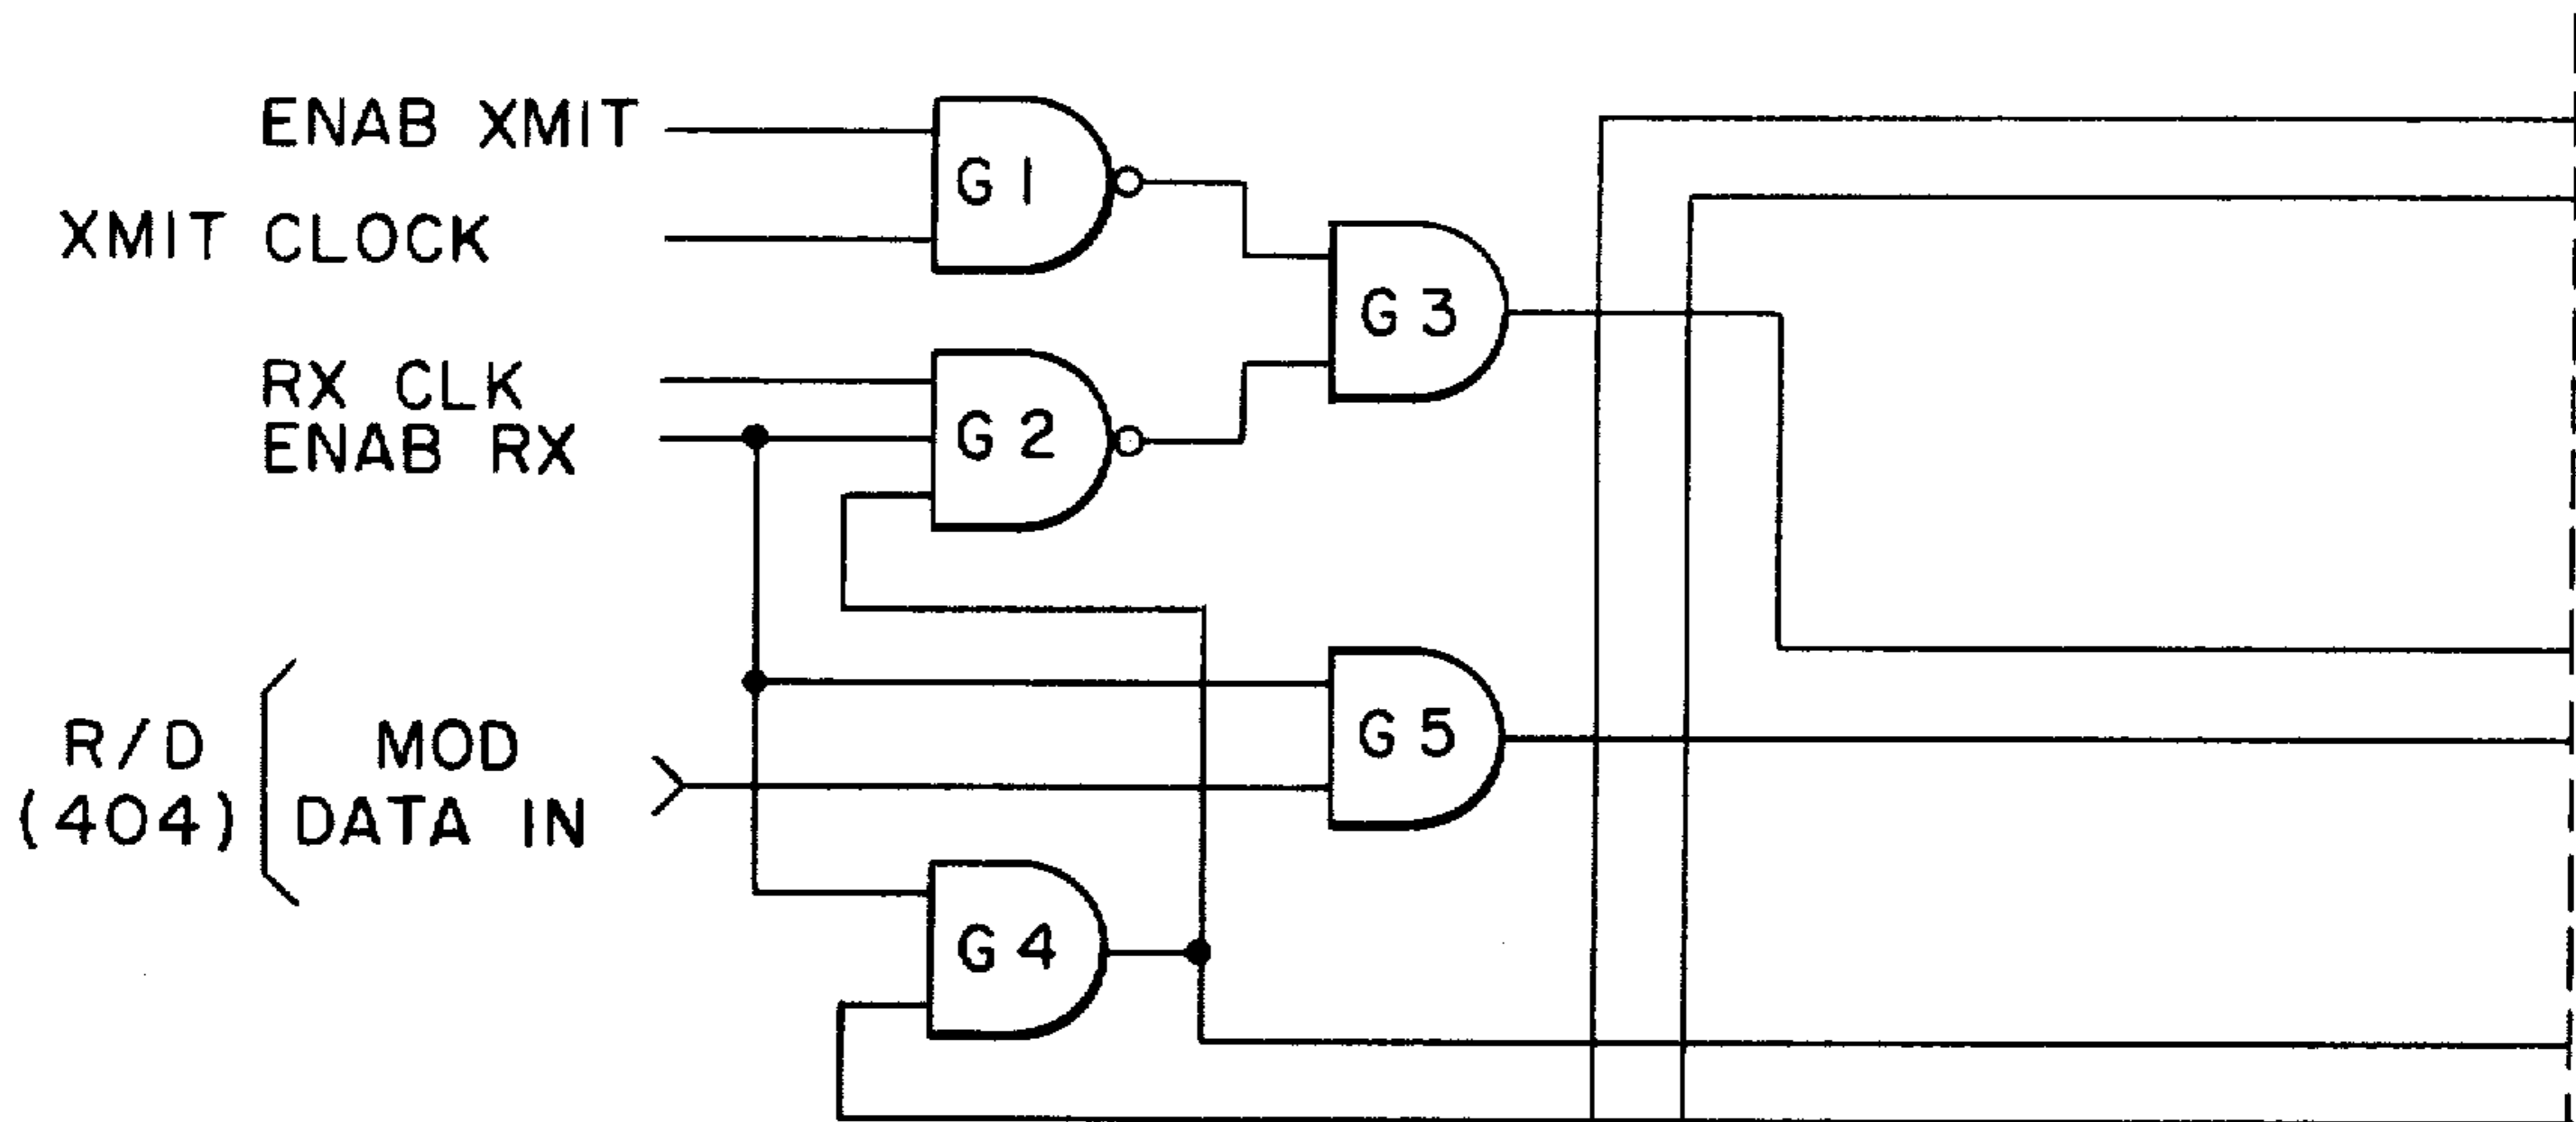 ENAB XMIT
G1
XMIT CLOCK
G3
RX CLK
ENAB RX
G2
R/D
(404)
MOD
DATA IN
G5
G4